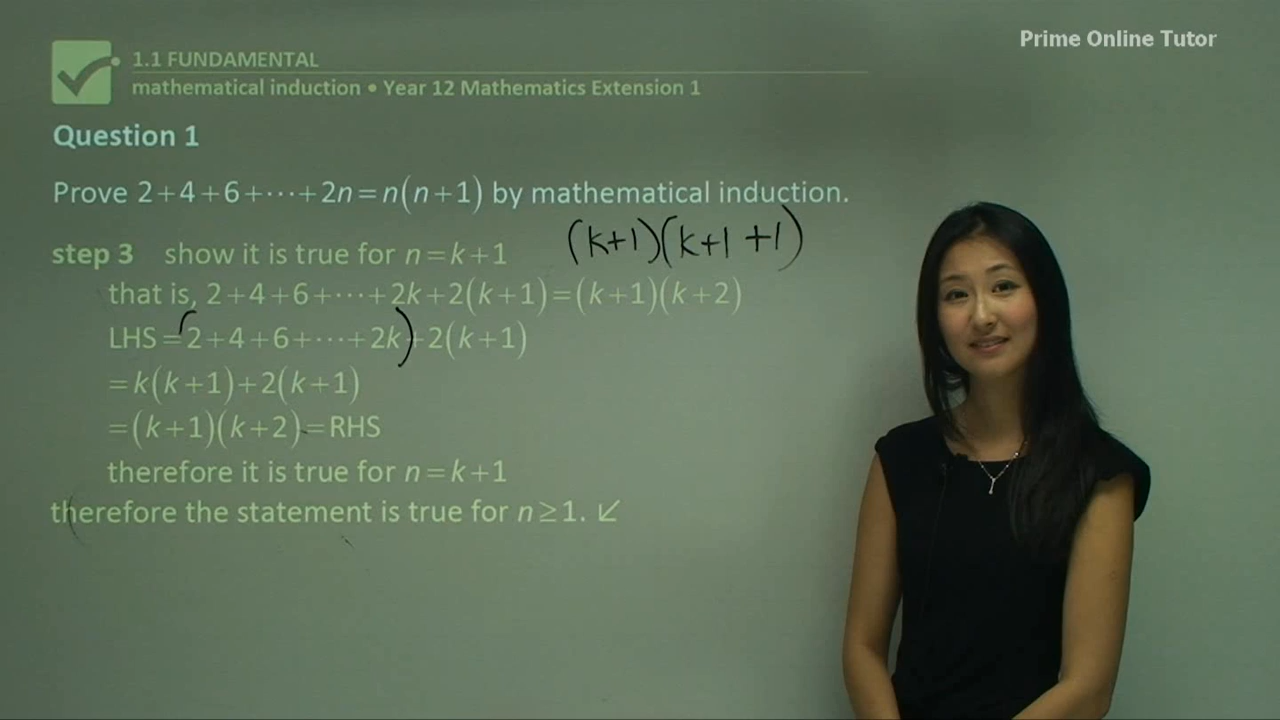 Prime Online Tutor
1.1 FUNDAMENTAL
mathematical induction • Year 12 Mathematics Extension 1
Question 1
Prove 2+4+6+⋯+2n=n(n+1) by mathematical induction.
(k+1)(k+1+1)
step 3 show it is true for n=k+1
that is, 2+4+6+⋯+2k+2(k+1)=(k+1)(k+2)
LHS=(2+4+6+⋯+2k)+2(k+1)
=k(k+1)+2(k+1)
=(k+1)(k+2)=RHS
therefore it is true for n=k+1
therefore the statement is true for n≥1. ↙